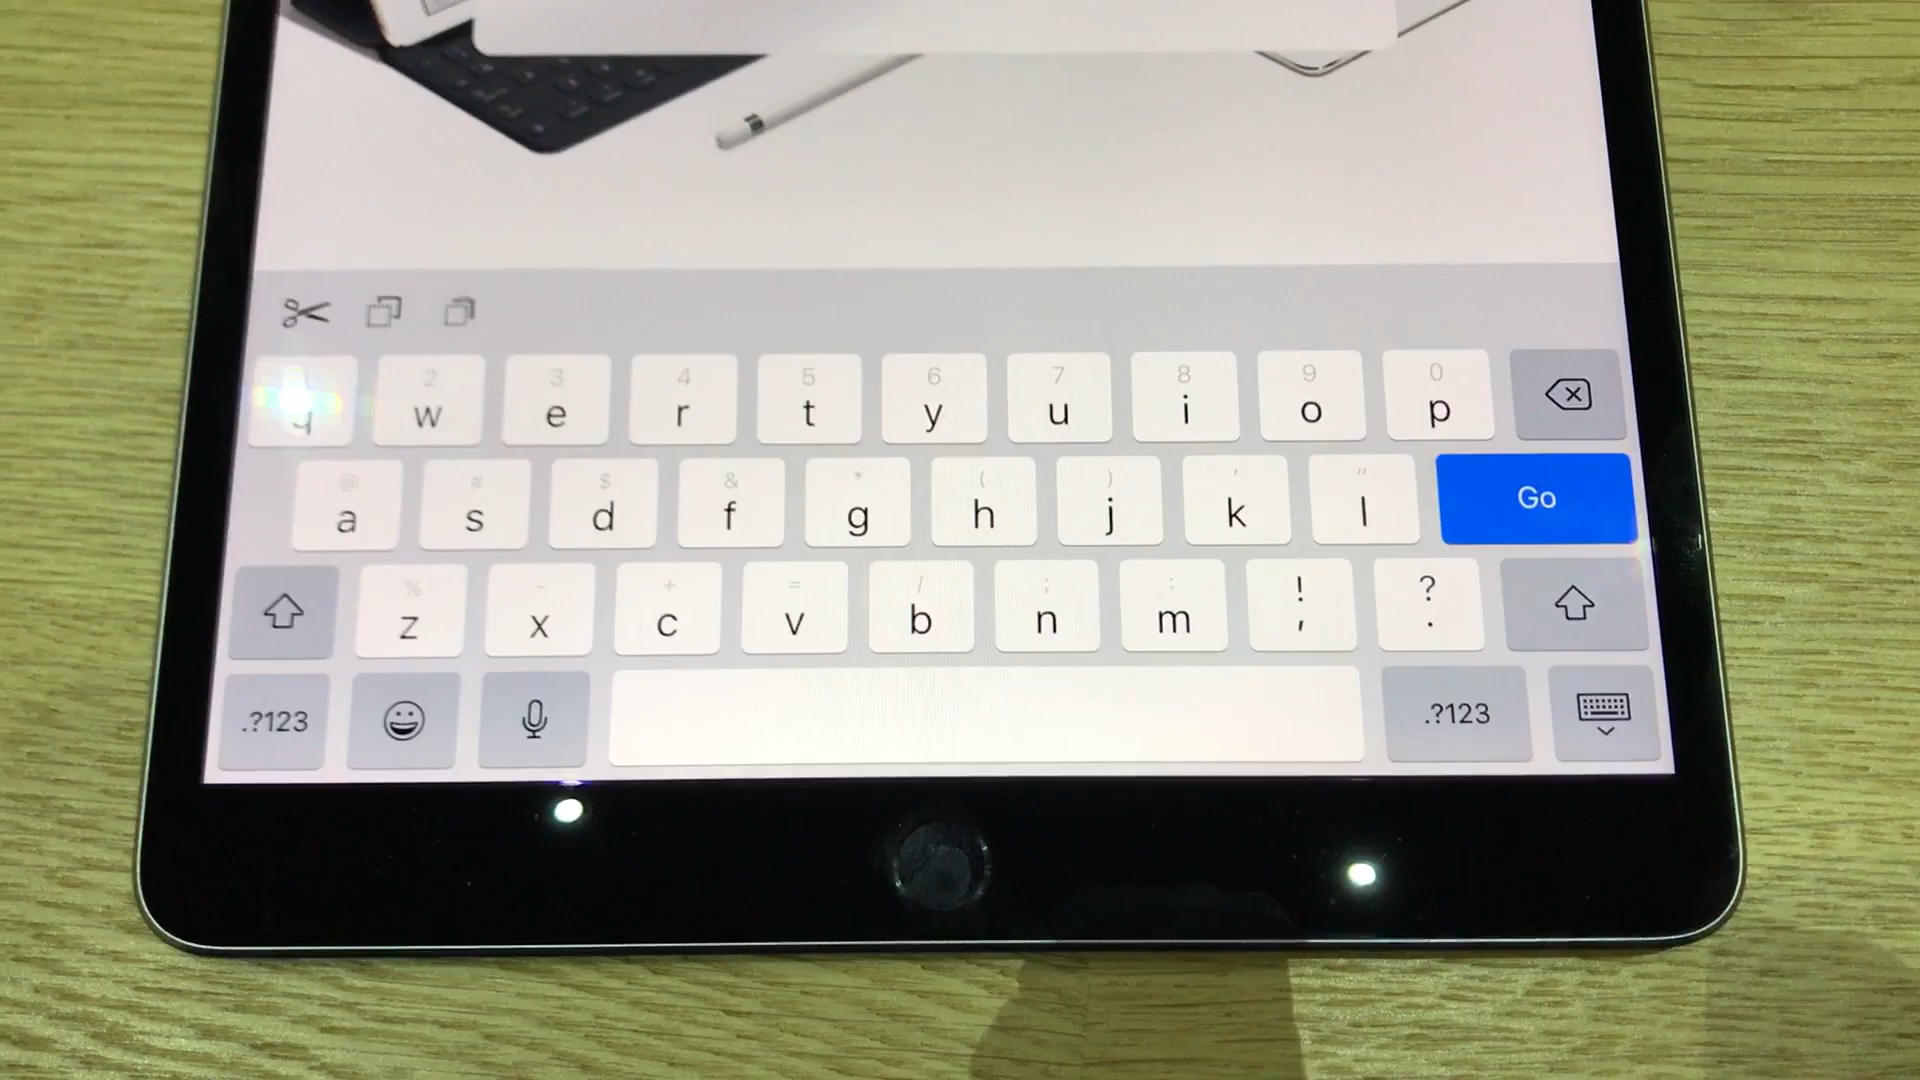 2 3 4 5 6 7 8 9 0
w e r t y u i o p
@ # $ & * ( ) ' "
a s d f g h j k l Go
% - + = / ; : ! ?
z x c v b n m , .
.?123 .?123